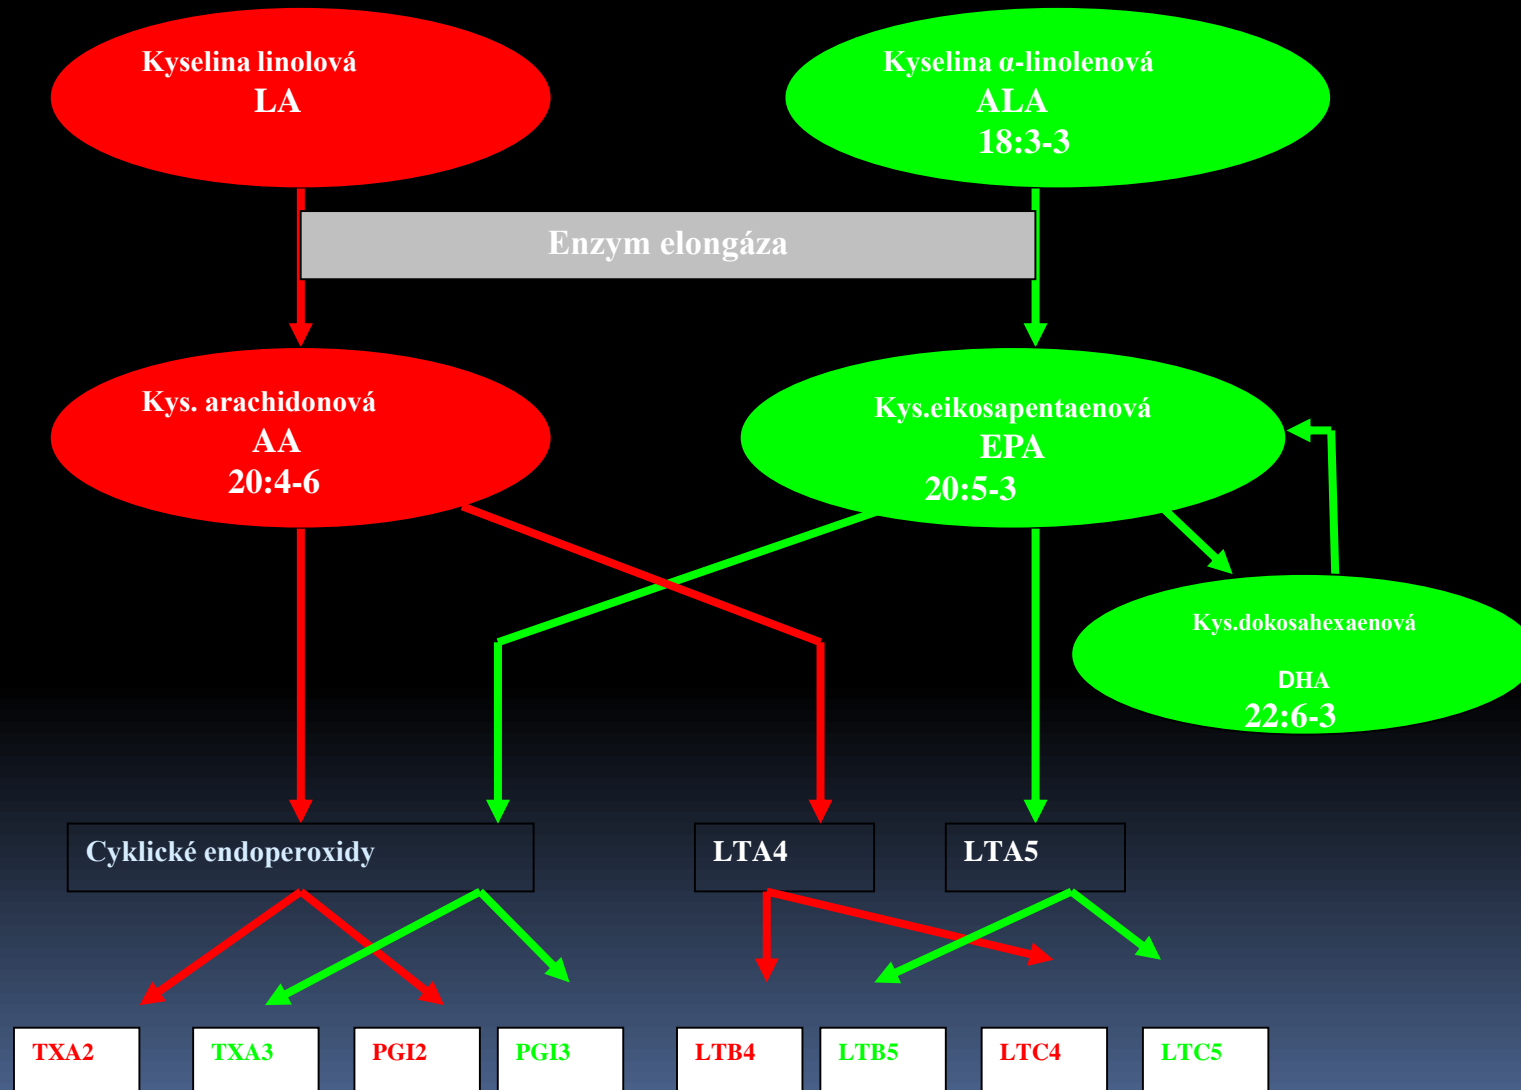 Kyselina linolová
LA
Kyselina α-linolenová
ALA
18:3-3
Enzym elongáza
Kys. arachidonová
AA
20:4-6
Kys.eikosapentaenová
EPA
20:5-3
Kys.dokosahexaenová
DHA
22:6-3
Cyklické endoperoxidy
LTA4
LTA5
TXA2
TXA3
PGI2
PGI3
LTB4
LTB5
LTC4
LTC5